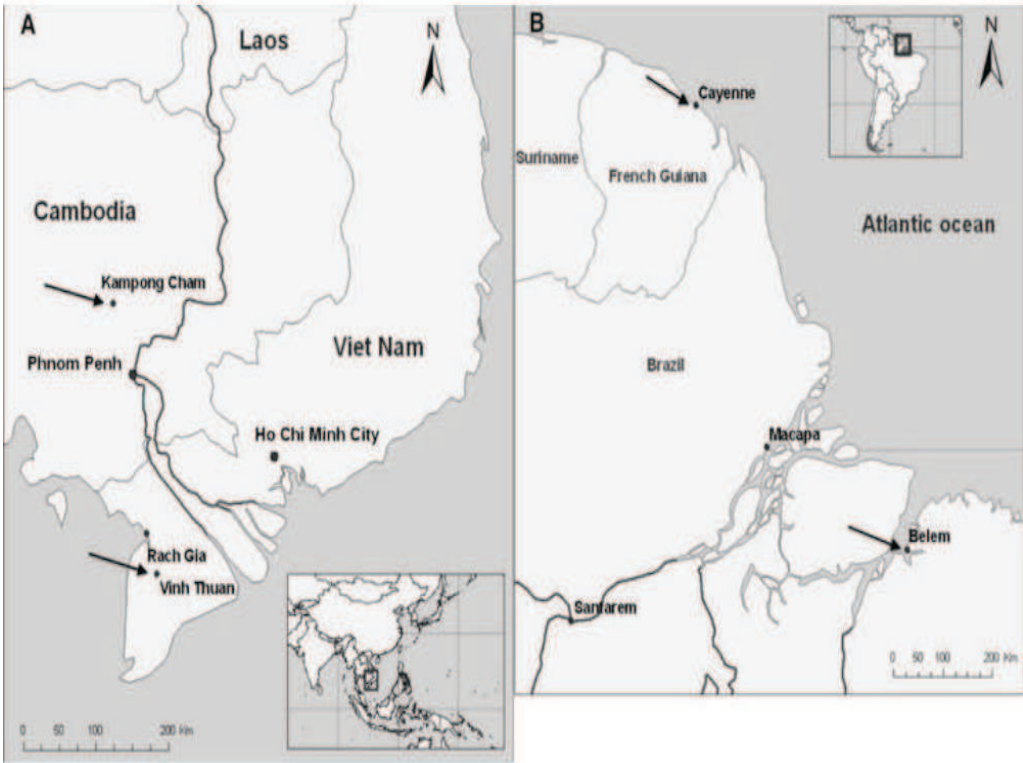 A
Laos
N
Cambodia
Kampong Cham
Viet Nam
Phnom Penh
Ho Chi Minh City
Rach Gia
Vinh Thuan
0 50 100 200 Km
B
N
Cayenne
Suriname
French Guiana
Atlantic ocean
Brazil
Macapa
Belem
Santarem
0 50 100 200 Km